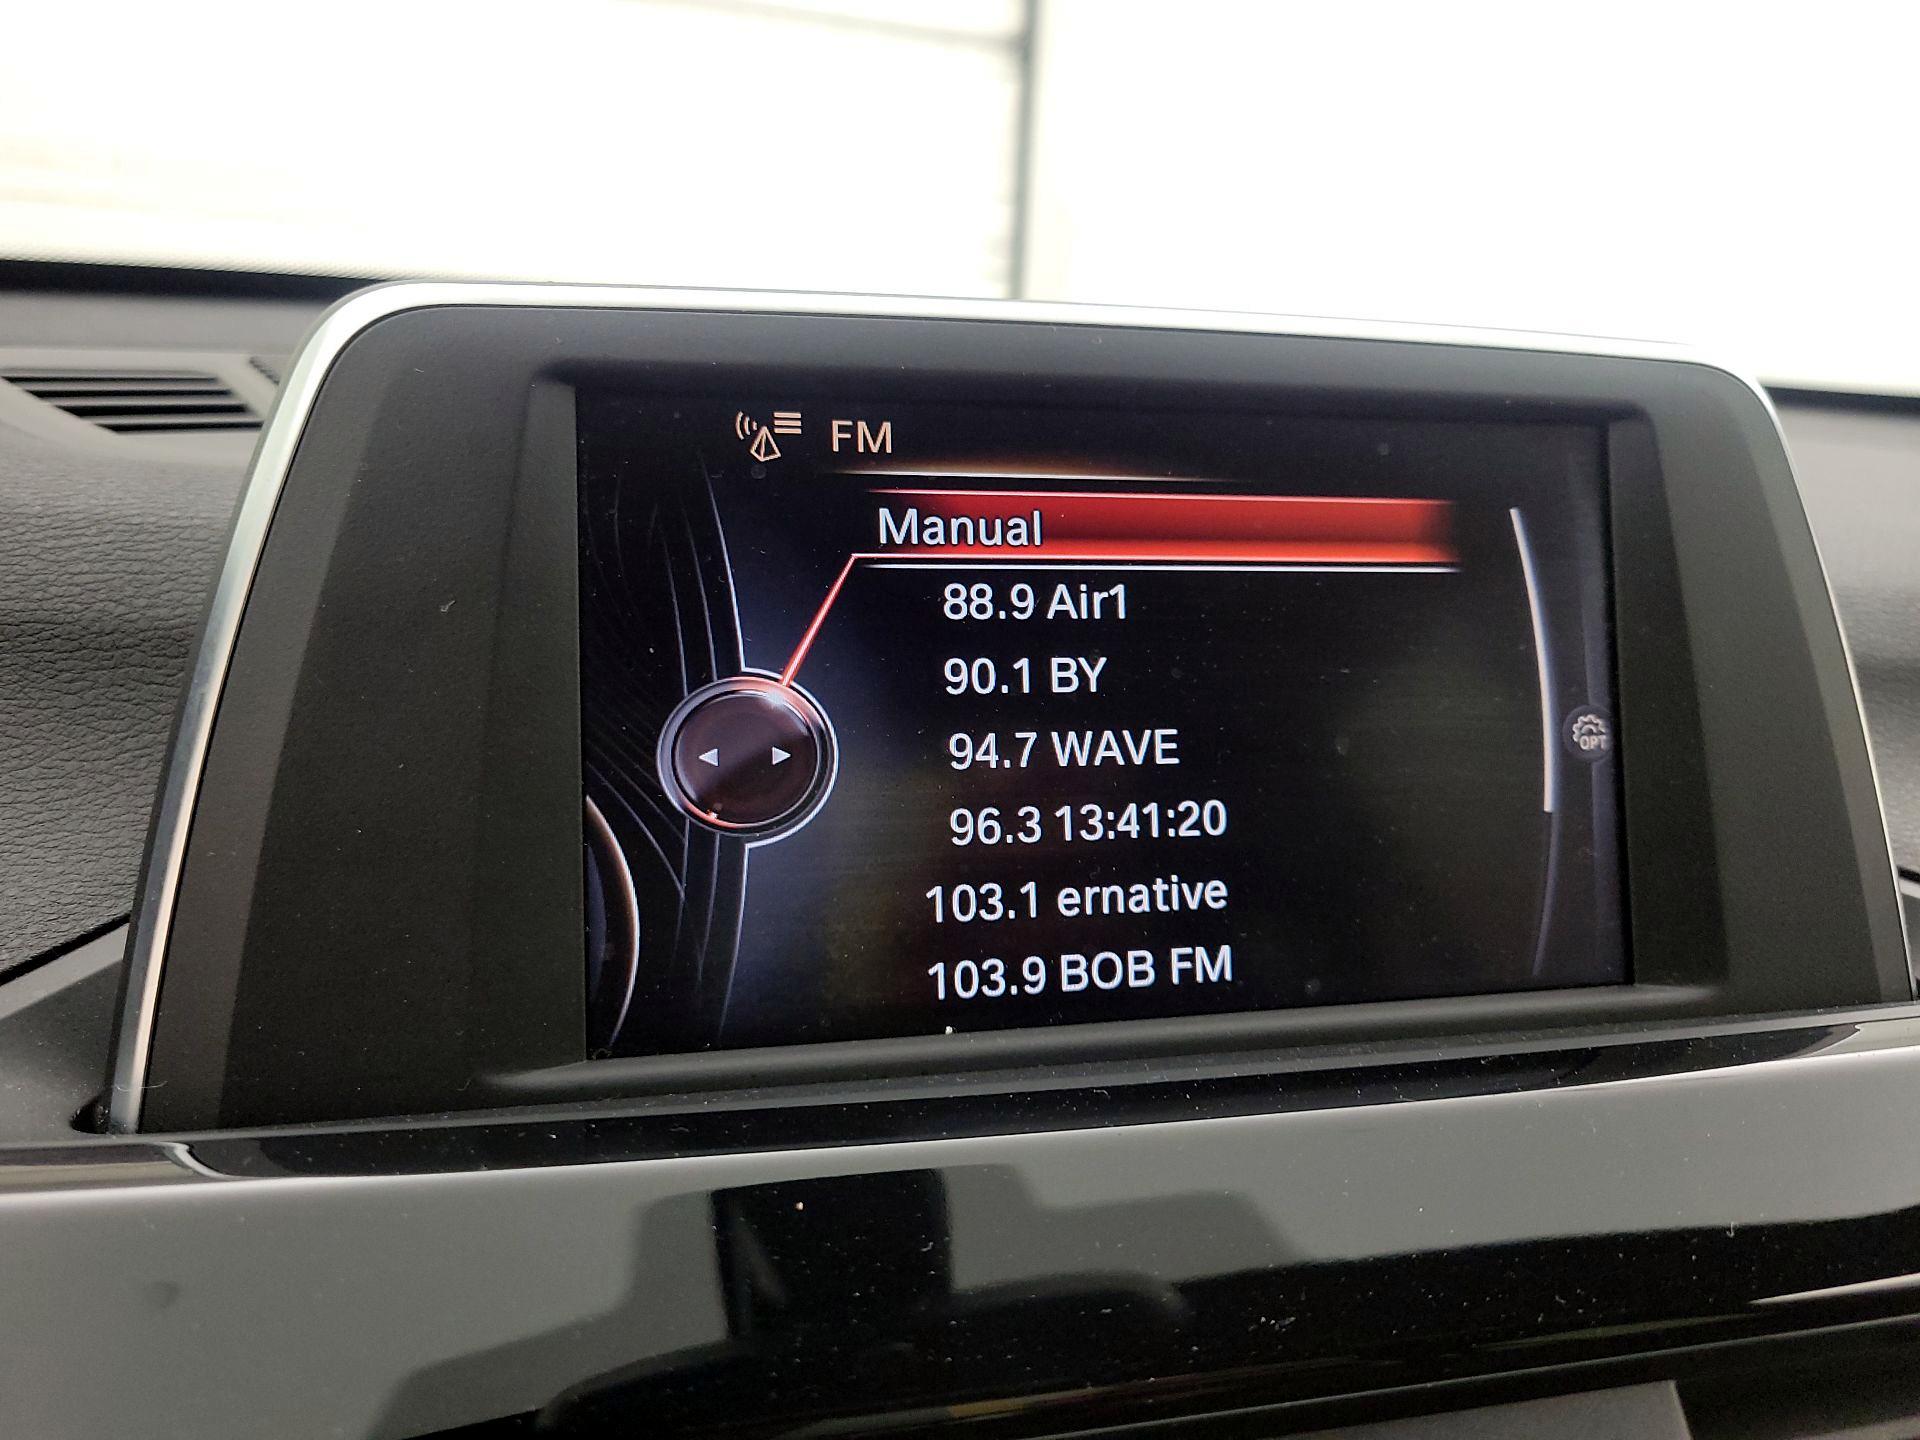 FM
Manual
88.9 Air1
90.1 BY
94.7 WAVE
96.3 13:41:20
103.1 ernative
103.9 BOB FM
OPT